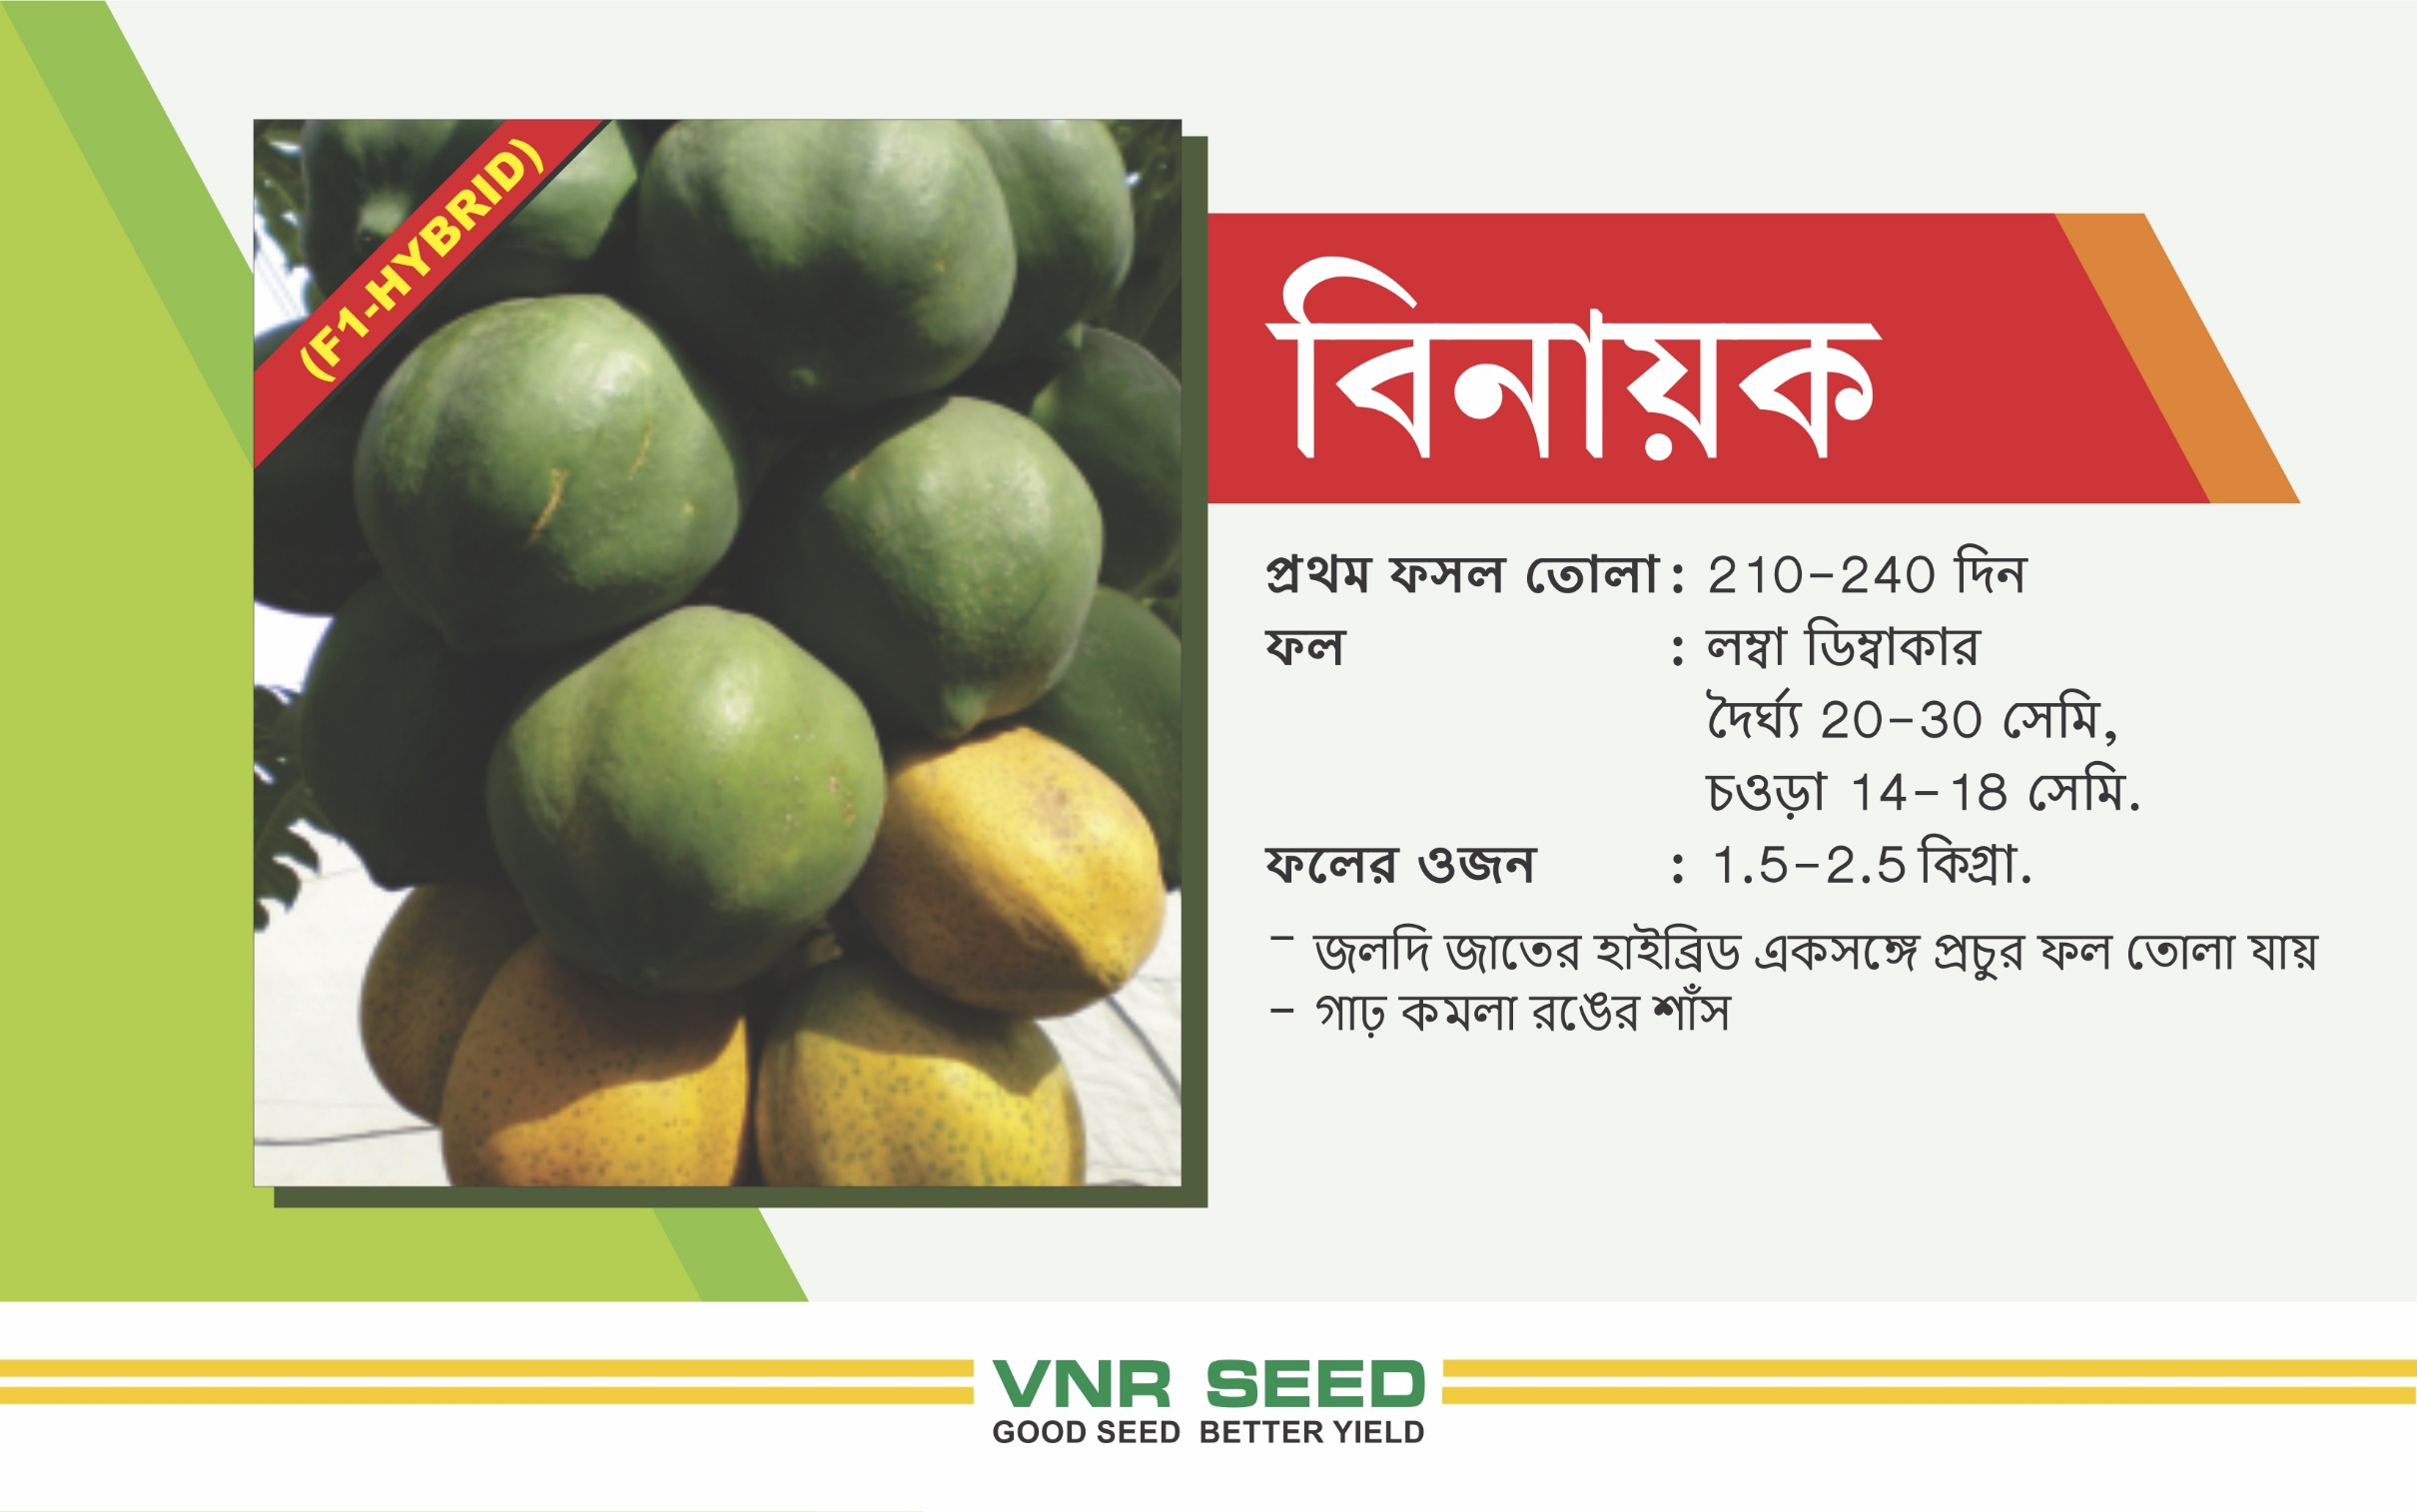 (F1-HYBRID)
বিনায়ক
প্রথম ফসল তোলা : 210-240 দিন
ফল : লম্বা ডিম্বাকার
দৈর্ঘ্য 20-30 সেমি,
চওড়া 14-18 সেমি.
ফলের ওজন : 1.5-2.5 কিগ্রা.
- জলদি জাতের হাইব্রিড একসঙ্গে প্রচুর ফল তোলা যায়
- গাঢ় কমলা রঙের শাঁস
VNR SEED
GOOD SEED BETTER YIELD